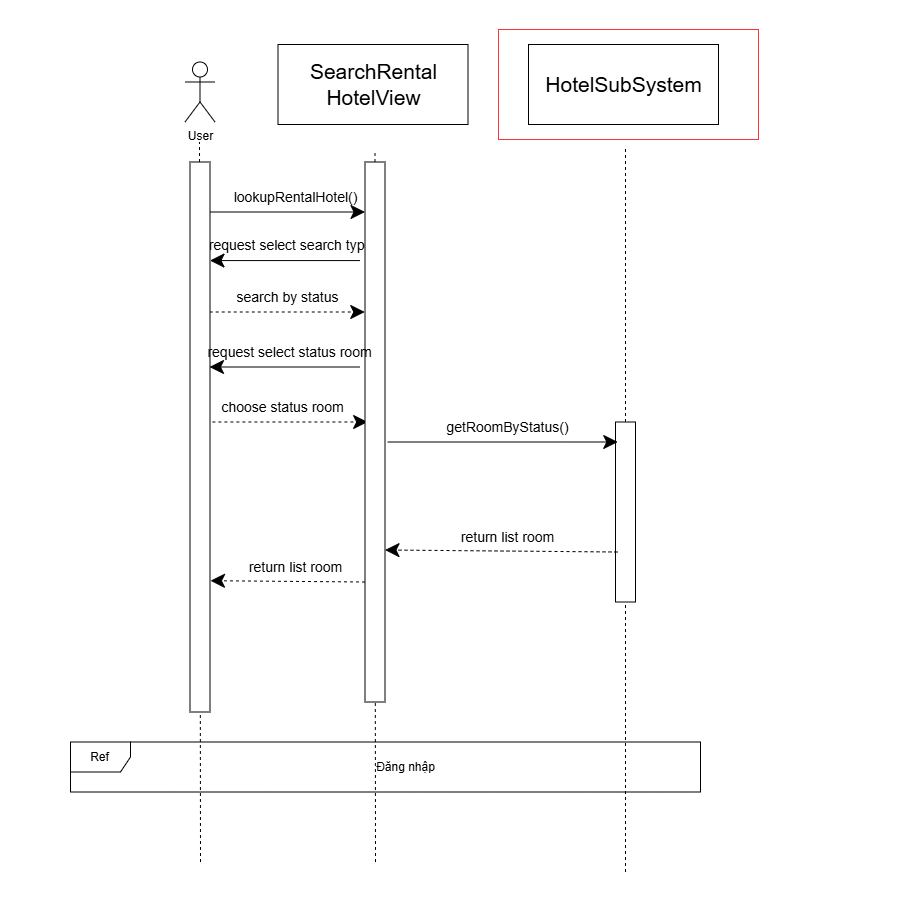 SearchRental
HotelView
HotelSubSystem
User
lookupRentalHotel()
request select search typ
search by status
request select status room
choose status room
getRoomByStatus()
return list room
return list room
Ref
Đăng nhập